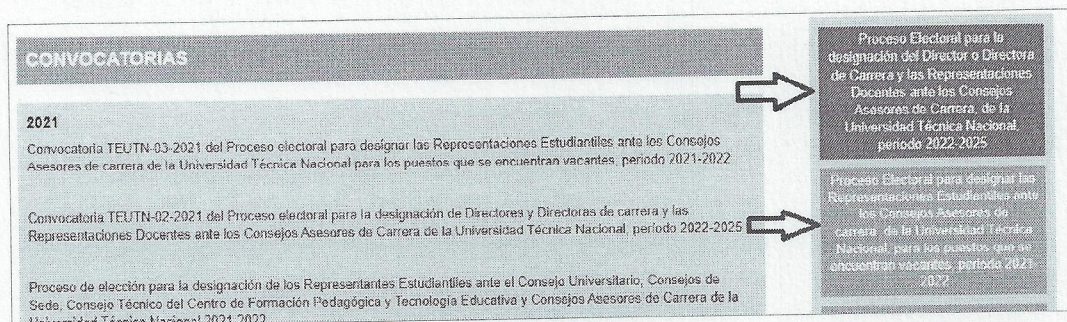 CONVOCATORIAS
2021
Convocatoria TEUTN-03-2021 del Proceso electoral para designar las Representaciones Estudiantiles ante los Consejos
Asesores de carrera de la Universidad Técnica Nacional para los puestos que se encuentran vacantes, periodo 2021-2022
Convocatoria TEUTN-02-2021 del Proceso electoral para la designación de Directores y Directoras de carrera y las
Representaciones Docentes ante los Consejos Asesores de Carrera de la Universidad Técnica Nacional, período 2022-2025
Proceso de elección para la designación de los Representantes Estudiantiles ante el Consejo Universitario, Consejos de
Sede, Consejo Técnico del Centro de Formación Pedagógica y Tecnología Educativa y Consejos Asesores de Carrera de la
Universidad Técnica Nacional 2021-2022
Proceso Electoral para la
designación del Director o Directora
de Carrera y las Representaciones
Docentes ante los Consejos
Asesores de Carrera, de la
Universidad Técnica Nacional,
periodo 2022-2025
Proceso Electoral para designar las
Representaciones Estudiantiles ante
los Consejos Asesores de
carrera, de la Universidad Técnica
Nacional, para los puestos que se
encuentran vacantes, periodo 2021-
2022